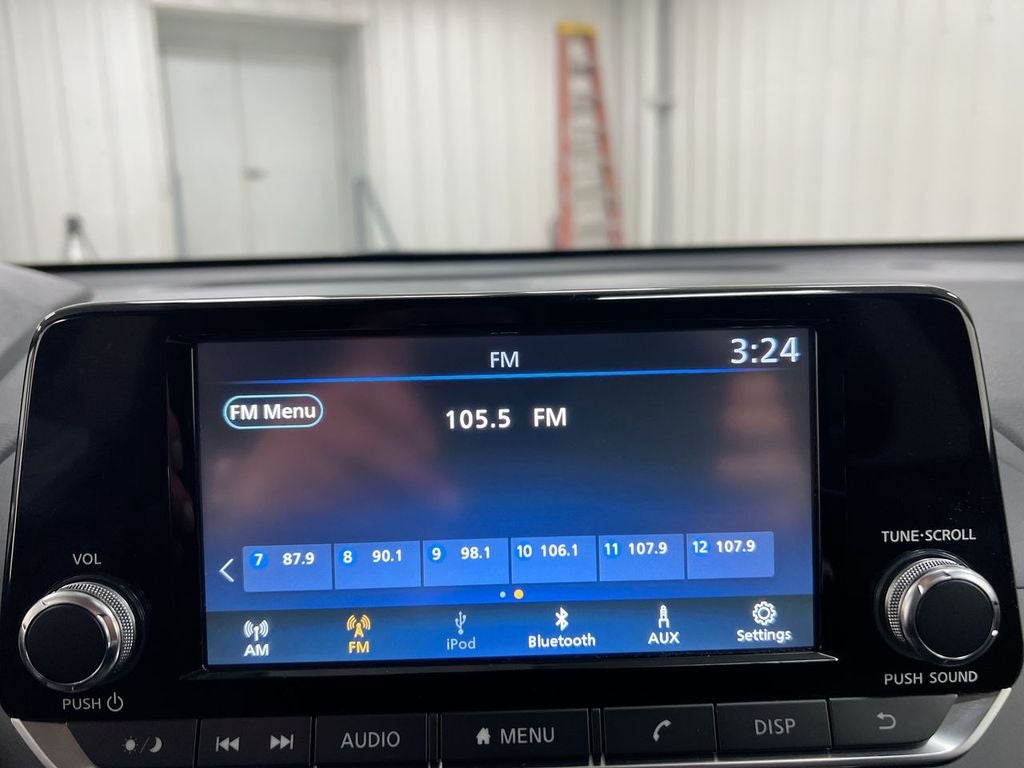 FM
3:24
FM Menu
105.5 FM
7 87.9 8 90.1 9 98.1 10 106.1 11 107.9 12 107.9
AM FM iPod Bluetooth AUX Settings
VOL
PUSH
TUNE·SCROLL
PUSH SOUND
AUDIO MENU DISP